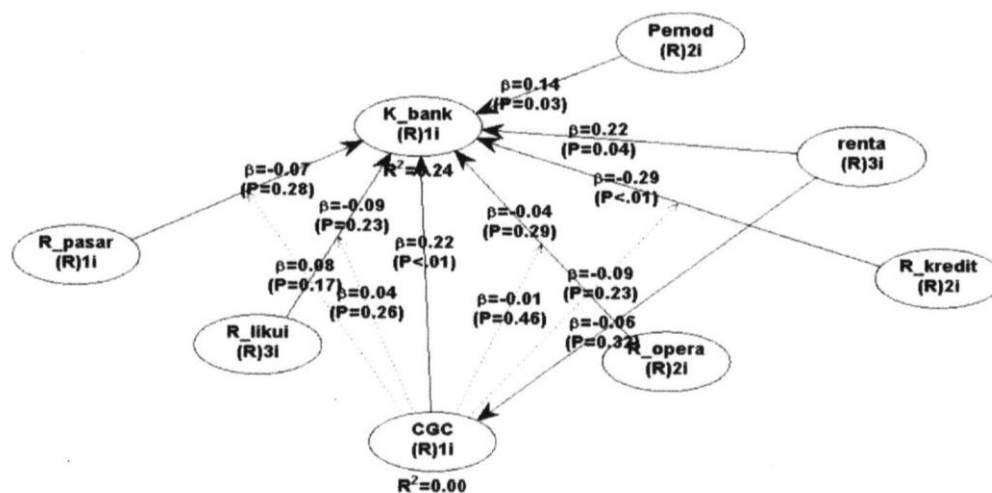 Pemod
(R)2i
β=0.14
(P=0.03)
K_bank
(R)1i
R²=0.24
β=0.22
(P=0.04)
renta
(R)3i
β=-0.07
(P=0.28)
β=-0.29
(P<.01)
β=-0.09
(P=0.23)
β=-0.04
(P=0.29)
R_pasar
(R)1i
β=0.22
(P<.01)
R_kredit
(R)2i
β=0.08
(P=0.17)
β=0.04
(P=0.26)
β=-0.01
(P=0.46)
β=-0.09
(P=0.23)
R_likui
(R)3i
β=-0.06
(P=0.32)
R_opera
(R)2i
CGC
(R)1i
R²=0.00